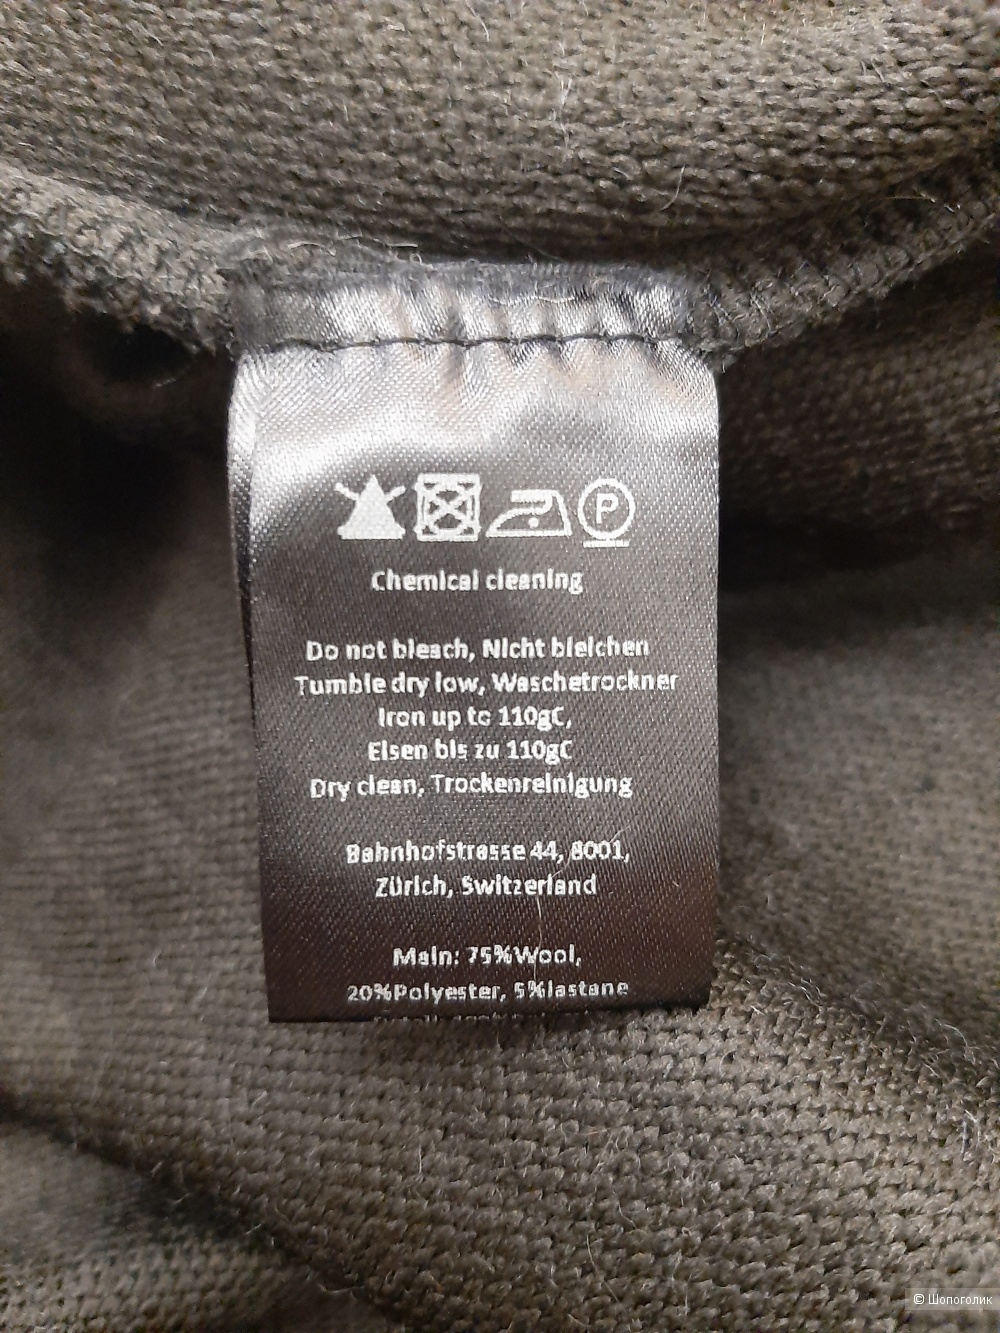 P
Chemical cleaning
Do not bleach, Nicht bleichen
Tumble dry low, Waschetrockner
Iron up to 110gC,
Eisen bis zu 110gC
Dry clean, Trockenreinigung
Bahnhofstrasse 44, 8001,
Zürich, Switzerland
Main: 75%Wool,
20%Polyester, 5%lastane
© Шопоголик